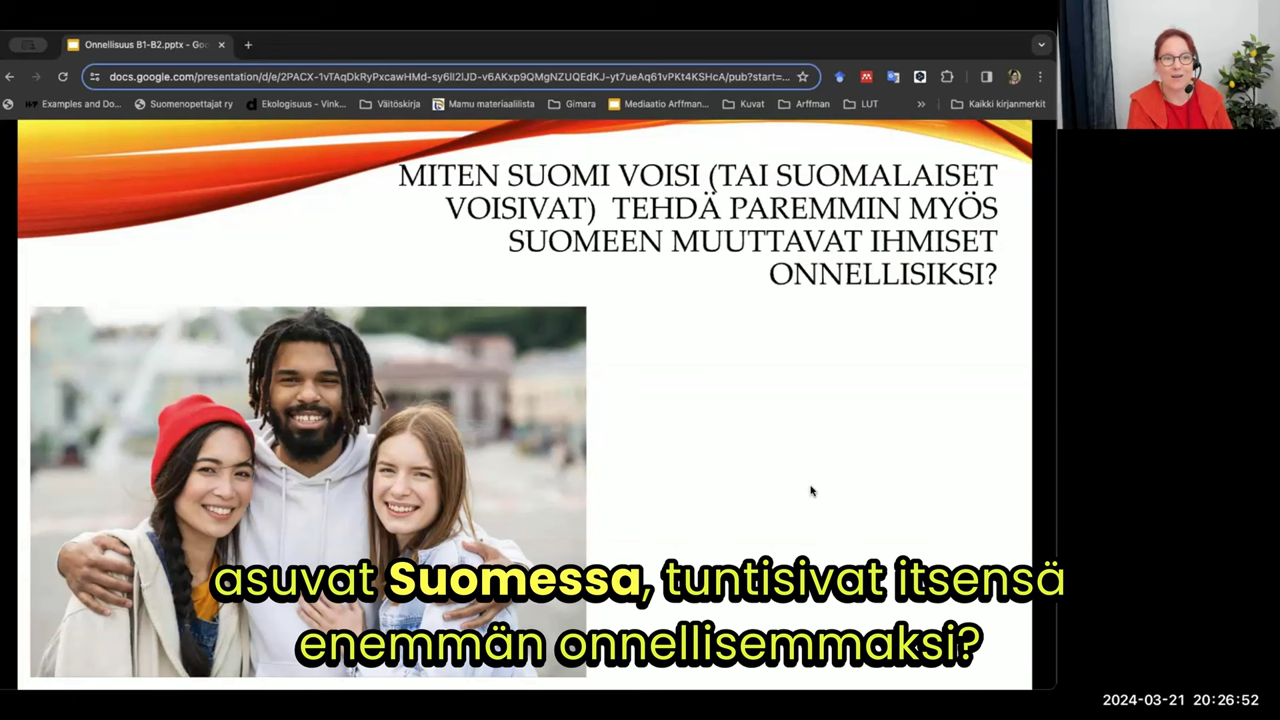 Onnellisuus B1-B2.pptx - Goo
docs.google.com/presentation/d/e/2PACX-1vTAqDkRyPxcawHMd-sy6lI2IJD-v6AKxp9QMgNZUQEdKJ-yt7ueAq61vPKt4KSHcA/pub?start=...
Examples and Do... Suomenopettajat ry Ekologisuus - Vink... Väitöskirja Mamu materiaalilista Gimara Mediaatio Arffman... Kuvat Arffman LUT Kaikki kirjanmerkit
MITEN SUOMI VOISI (TAI SUOMALAISET
VOISIVAT) TEHDÄ PAREMMIN MYÖS
SUOMEEN MUUTTAVAT IHMISET
ONNELLISIKSI?
asuvat Suomessa, tuntisivat itsensä
enemmän onnellisemmaksi?
2024-03-21 20:26:52